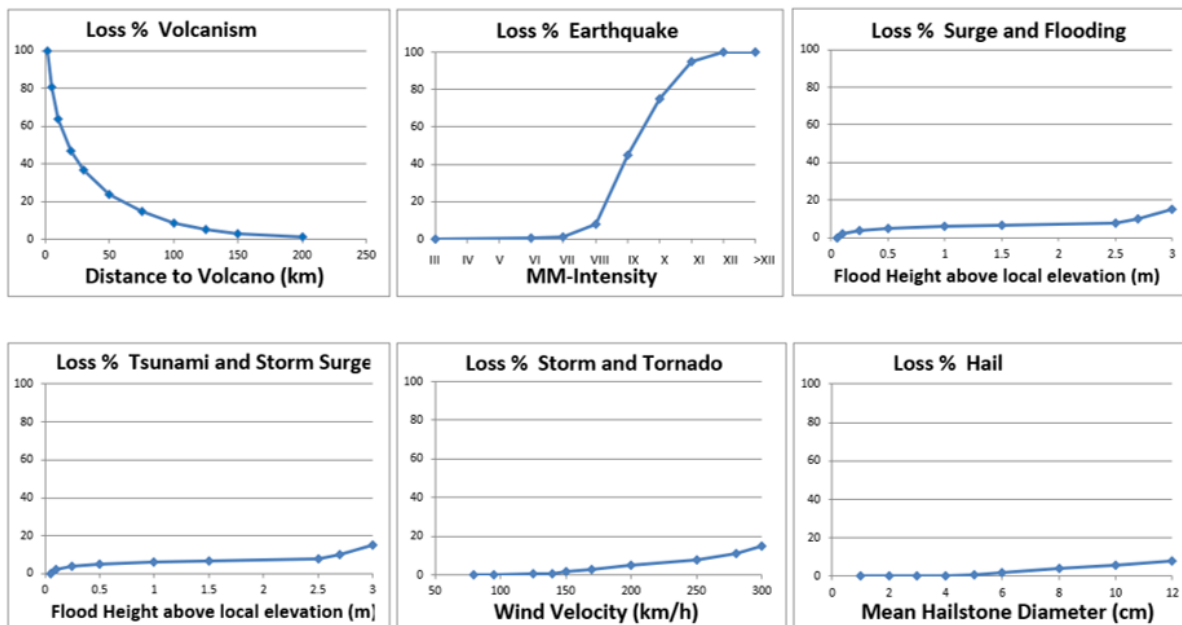 Loss % Volcanism
100
80
60
40
20
0
0 50 100 150 200 250
Distance to Volcano (km)
Loss % Earthquake
100
80
60
40
20
0
III IV V VI VII VIII IX X XI XII >XII
MM-Intensity
Loss % Surge and Flooding
100
80
60
40
20
0
0 0.5 1 1.5 2 2.5 3
Flood Height above local elevation (m)
Loss % Tsunami and Storm Surge
100
80
60
40
20
0
0 0.5 1 1.5 2 2.5 3
Flood Height above local elevation (m)
Loss % Storm and Tornado
100
80
60
40
20
0
50 100 150 200 250 300
Wind Velocity (km/h)
Loss % Hail
100
80
60
40
20
0
0 2 4 6 8 10 12
Mean Hailstone Diameter (cm)